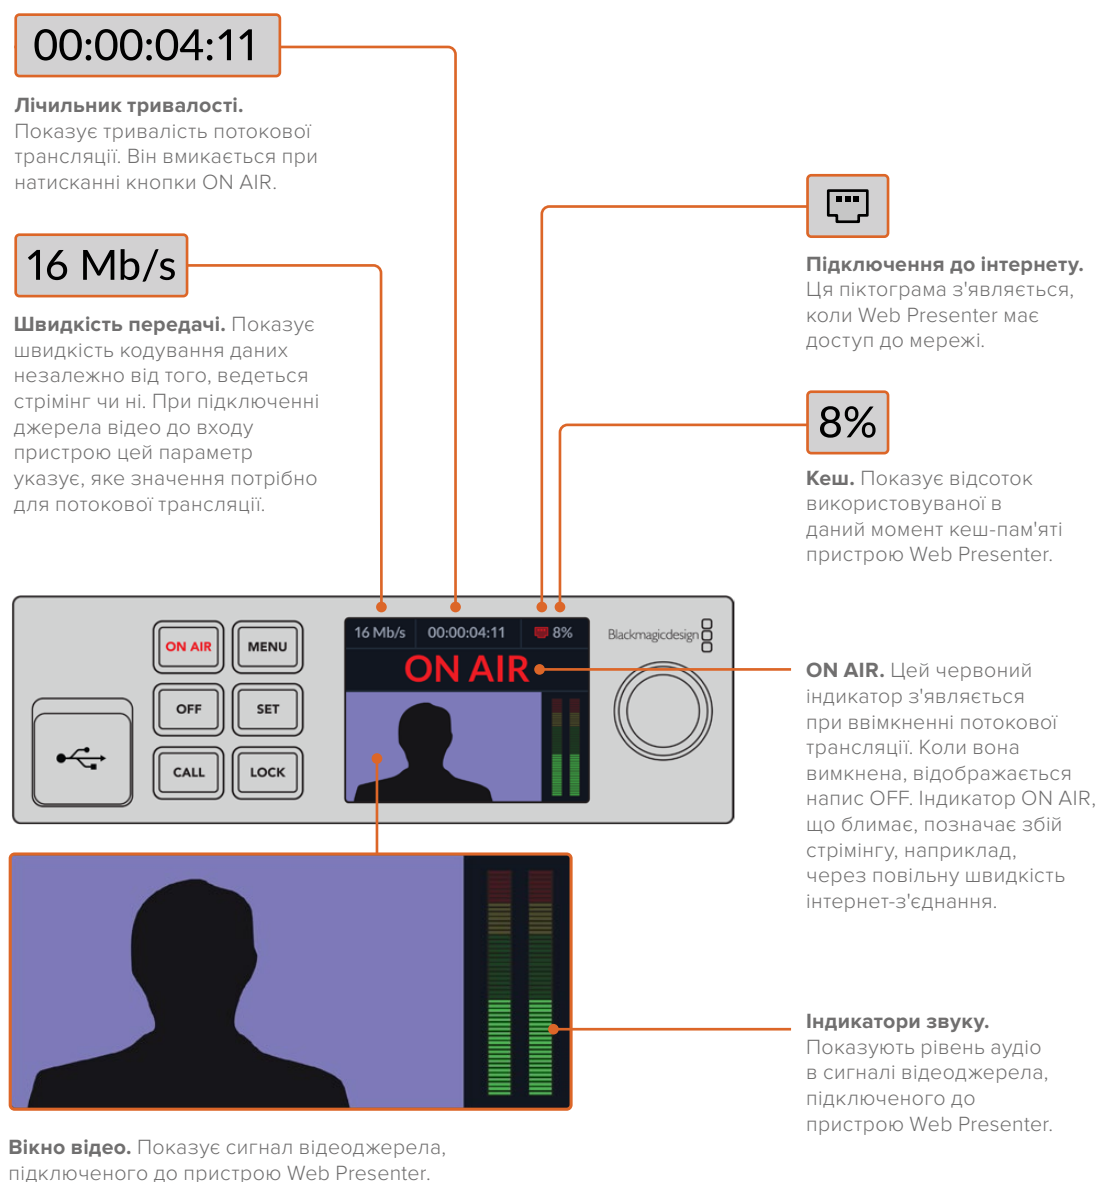 00:00:04:11
Лічильник тривалості.
Показує тривалість потокової
трансляції. Він вмикається при
натисканні кнопки ON AIR.
16 Mb/s
Швидкість передачі. Показує
швидкість кодування даних
незалежно від того, ведеться
стрімінг чи ні. При підключенні
джерела відео до входу
пристрою цей параметр
указує, яке значення потрібно
для потокової трансляції.
Підключення до інтернету.
Ця піктограма з'являється,
коли Web Presenter має
доступ до мережі.
8%
Кеш. Показує відсоток
використовуваної в
даний момент кеш-пам'яті
пристрою Web Presenter.
ON AIR
MENU
OFF
SET
CALL
LOCK
16 Mb/s
00:00:04:11
8%
ON AIR
Blackmagicdesign
ON AIR. Цей червоний
індикатор з'являється
при ввімкненні потокової
трансляції. Коли вона
вимкнена, відображається
напис OFF. Індикатор ON AIR,
що блимає, позначає збій
стрімінгу, наприклад,
через повільну швидкість
інтернет-з'єднання.
Індикатори звуку.
Показують рівень аудіо
в сигналі відеоджерела,
підключеного до
пристрою Web Presenter.
Вікно відео. Показує сигнал відеоджерела,
підключеного до пристрою Web Presenter.